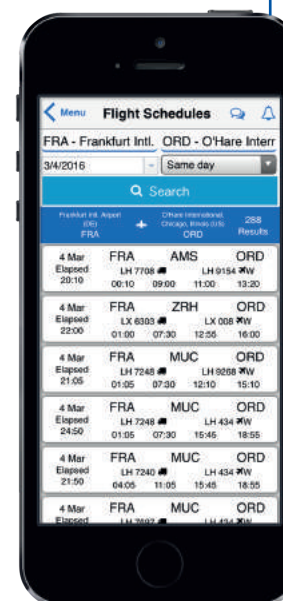 Menu Flight Schedules
FRA - Frankfurt Intl. ORD - O'Hare Interr
3/4/2016 Same day
Search
Frankfurt Intl. Airport (DE) FRA
O'Hare International, Chicago, Illinois (US) ORD
288 Results
4 Mar FRA AMS ORD
Elapsed LH 7708 LH 9154 W
20:10 00:10 09:00 11:00 13:20
4 Mar FRA ZRH ORD
Elapsed LX 6303 LX 008 W
22:00 01:00 07:30 12:55 16:00
4 Mar FRA MUC ORD
Elapsed LH 7248 LH 9268 W
21:05 01:05 07:30 12:10 15:10
4 Mar FRA MUC ORD
Elapsed LH 7248 LH 434 W
24:50 01:05 07:30 15:45 18:55
4 Mar FRA MUC ORD
Elapsed LH 7240 LH 434 W
21:50 04:05 11:05 15:45 18:55
4 Mar FRA MUC ORD
Elapsed LH 7697 LH 434 W